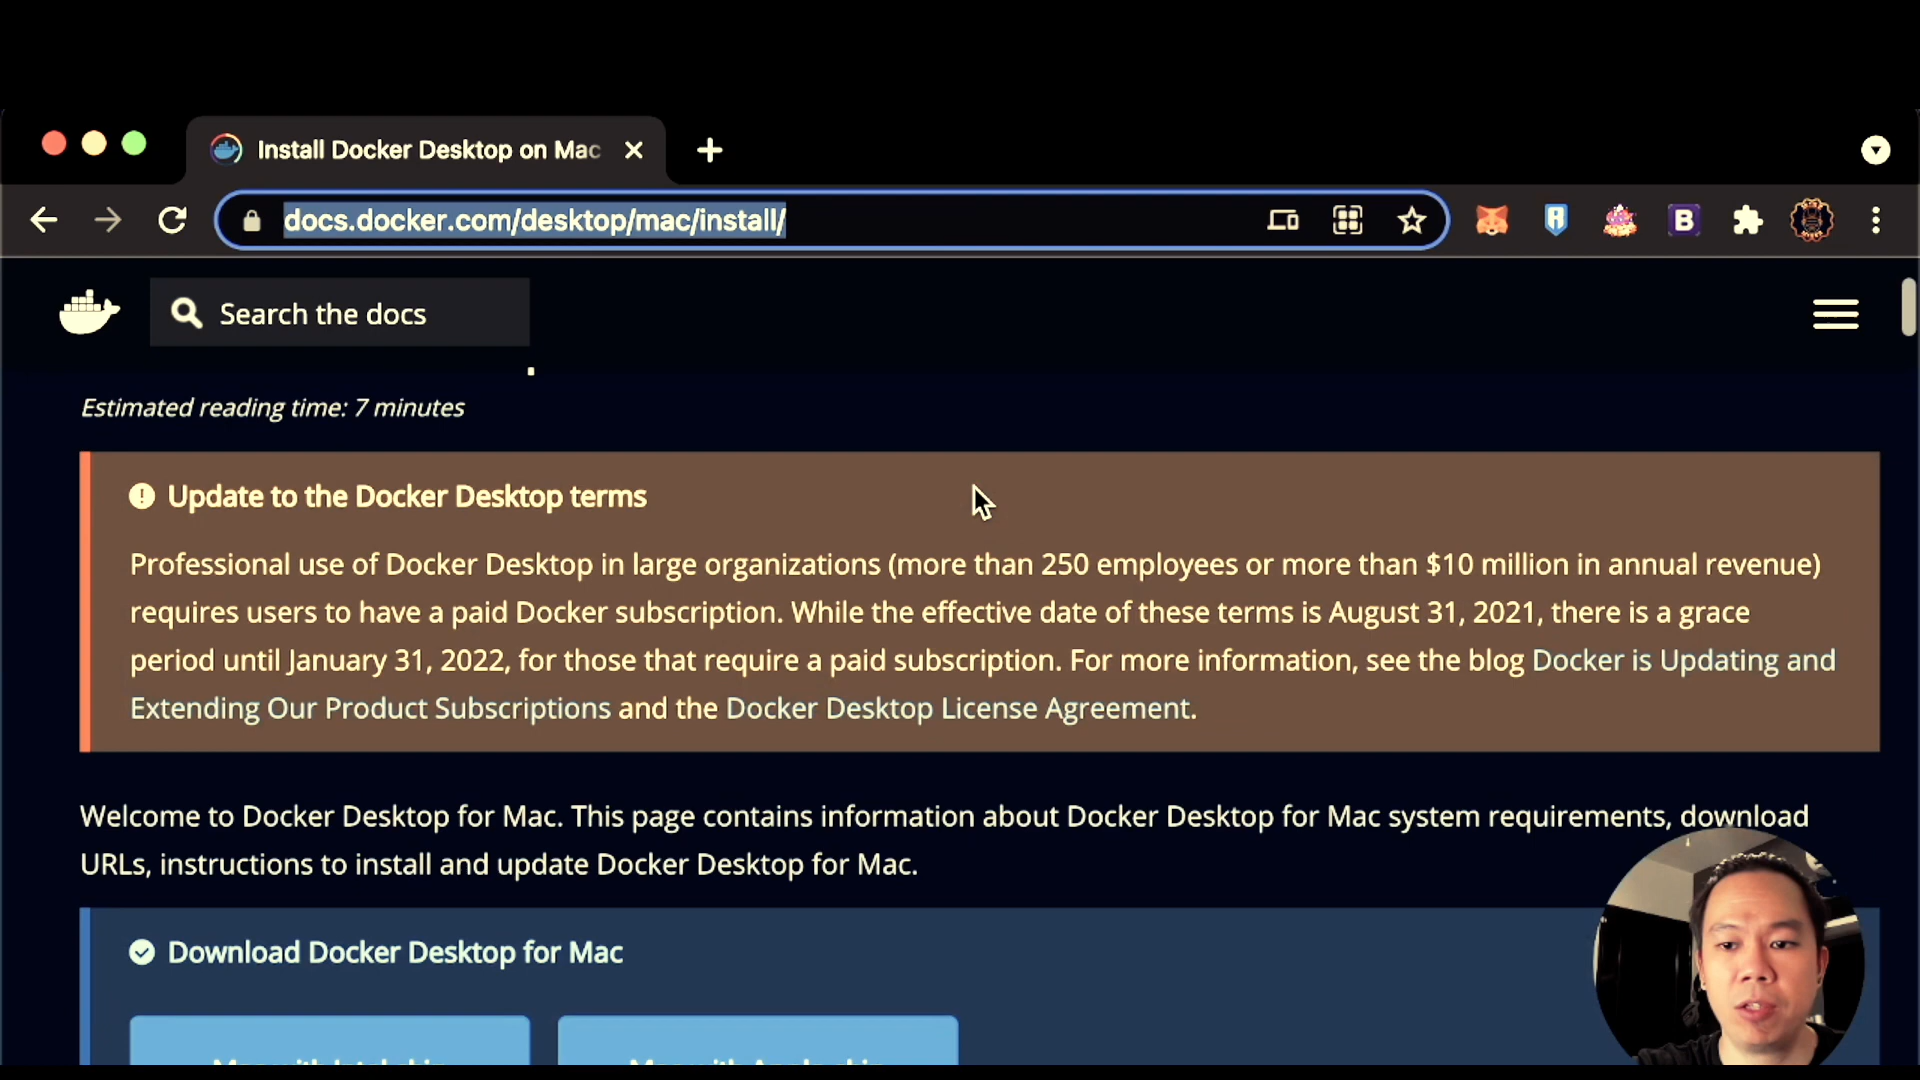 Install Docker Desktop on Mac
docs.docker.com/desktop/mac/install/
B
Search the docs
Estimated reading time: 7 minutes
Update to the Docker Desktop terms
Professional use of Docker Desktop in large organizations (more than 250 employees or more than $10 million in annual revenue)
requires users to have a paid Docker subscription. While the effective date of these terms is August 31, 2021, there is a grace
period until January 31, 2022, for those that require a paid subscription. For more information, see the blog Docker is Updating and
Extending Our Product Subscriptions and the Docker Desktop License Agreement.
Welcome to Docker Desktop for Mac. This page contains information about Docker Desktop for Mac system requirements, download
URLs, instructions to install and update Docker Desktop for Mac.
Download Docker Desktop for Mac